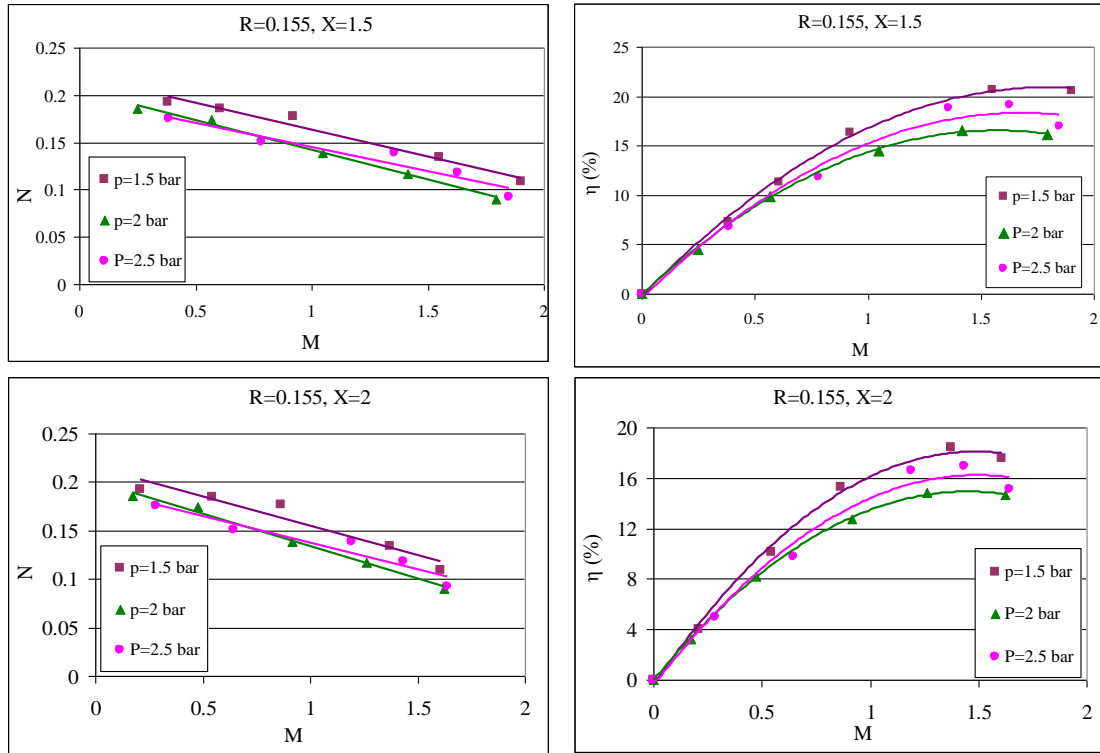 R=0.155, X=1.5
0.25
0.2
0.15
0.1
0.05
0
N
p=1.5 bar
p=2 bar
P=2.5 bar
0 0.5 1 1.5 2
M
R=0.155, X=1.5
25
20
15
10
5
0
η (%)
p=1.5 bar
P=2 bar
P=2.5 bar
0 0.5 1 1.5 2
M
R=0.155, X=2
0.25
0.2
0.15
0.1
0.05
0
N
p=1.5 bar
p=2 bar
P=2.5 bar
0 0.5 1 1.5 2
M
R=0.155, X=2
20
16
12
8
4
0
η (%)
p=1.5 bar
P=2 bar
P=2.5 bar
0 0.5 1 1.5 2
M